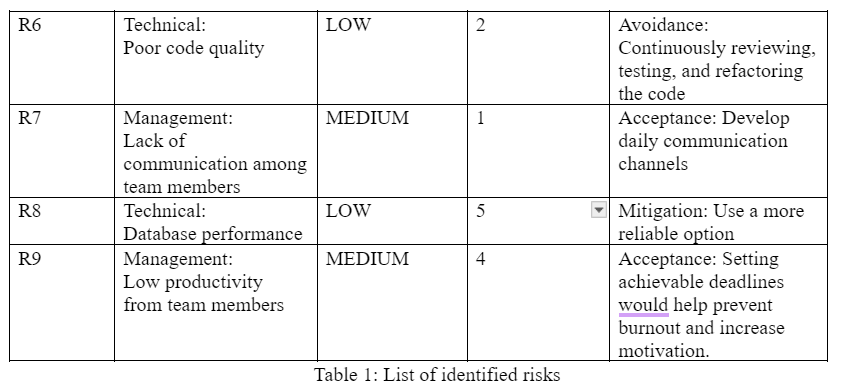 R6
Technical:
Poor code quality
LOW
2
Avoidance:
Continuously reviewing,
testing, and refactoring
the code
R7
Management:
Lack of
communication among
team members
MEDIUM
1
Acceptance: Develop
daily communication
channels
R8
Technical:
Database performance
LOW
5
Mitigation: Use a more
reliable option
R9
Management:
Low productivity
from team members
MEDIUM
4
Acceptance: Setting
achievable deadlines
would help prevent
burnout and increase
motivation.
Table 1: List of identified risks